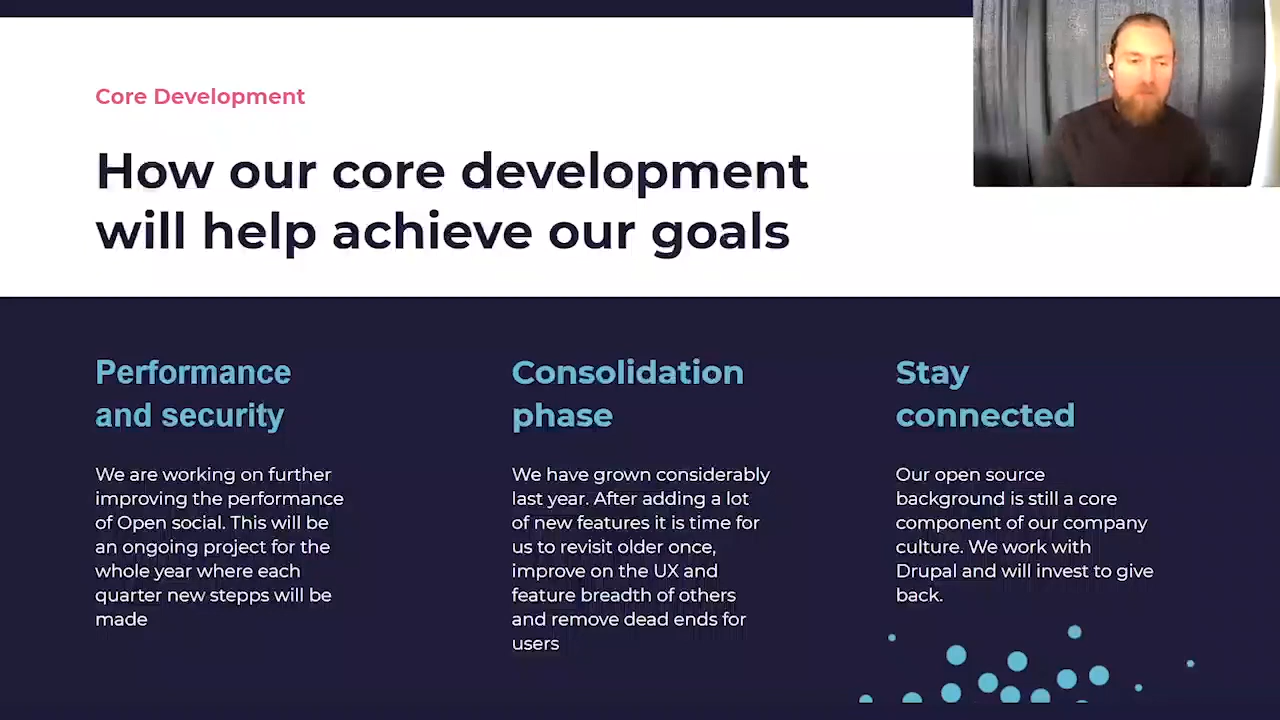 Core Development
How our core development
will help achieve our goals
Performance
and security
We are working on further
improving the performance
of Open social. This will be
an ongoing project for the
whole year where each
quarter new stepps will be
made
Consolidation
phase
We have grown considerably
last year. After adding a lot
of new features it is time for
us to revisit older once,
improve on the UX and
feature breadth of others
and remove dead ends for
users
Stay
connected
Our open source
background is still a core
component of our company
culture. We work with
Drupal and will invest to give
back.